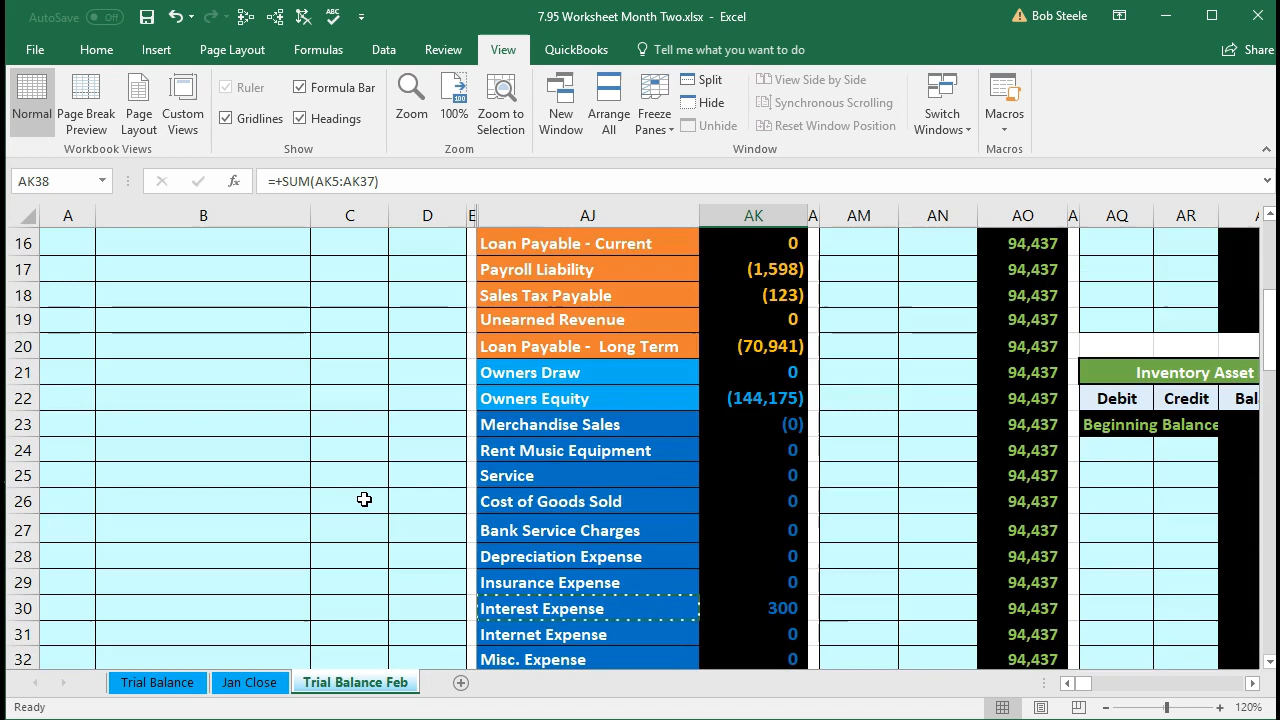 AutoSave Off 7.95 Worksheet Month Two.xlsx - Excel Bob Steele
File Home Insert Page Layout Formulas Data Review View QuickBooks Tell me what you want to do Share
Normal Page Break Preview Page Layout Custom Views
Workbook Views
Ruler Formula Bar
Gridlines Headings
Show
Zoom 100% Zoom to Selection
Zoom
New Window Arrange All Freeze Panes
Split
Hide
Unhide
View Side by Side
Synchronous Scrolling
Reset Window Position
Switch Windows
Window
Macros
Macros
AK38 fx =+SUM(AK5:AK37)
A B C D E AJ AK A AM AN AO A AQ AR
16 Loan Payable - Current 0 94,437
17 Payroll Liability (1,598) 94,437
18 Sales Tax Payable (123) 94,437
19 Unearned Revenue 0 94,437
20 Loan Payable - Long Term (70,941) 94,437
21 Owners Draw 0 94,437 Inventory Asset
22 Owners Equity (144,175) 94,437 Debit Credit Bal
23 Merchandise Sales (0) 94,437 Beginning Balance
24 Rent Music Equipment 0 94,437
25 Service 0 94,437
26 Cost of Goods Sold 0 94,437
27 Bank Service Charges 0 94,437
28 Depreciation Expense 0 94,437
29 Insurance Expense 0 94,437
30 Interest Expense 300 94,437
31 Internet Expense 0 94,437
32 Misc. Expense 0 94,437
Trial Balance Jan Close Trial Balance Feb
Ready 120%